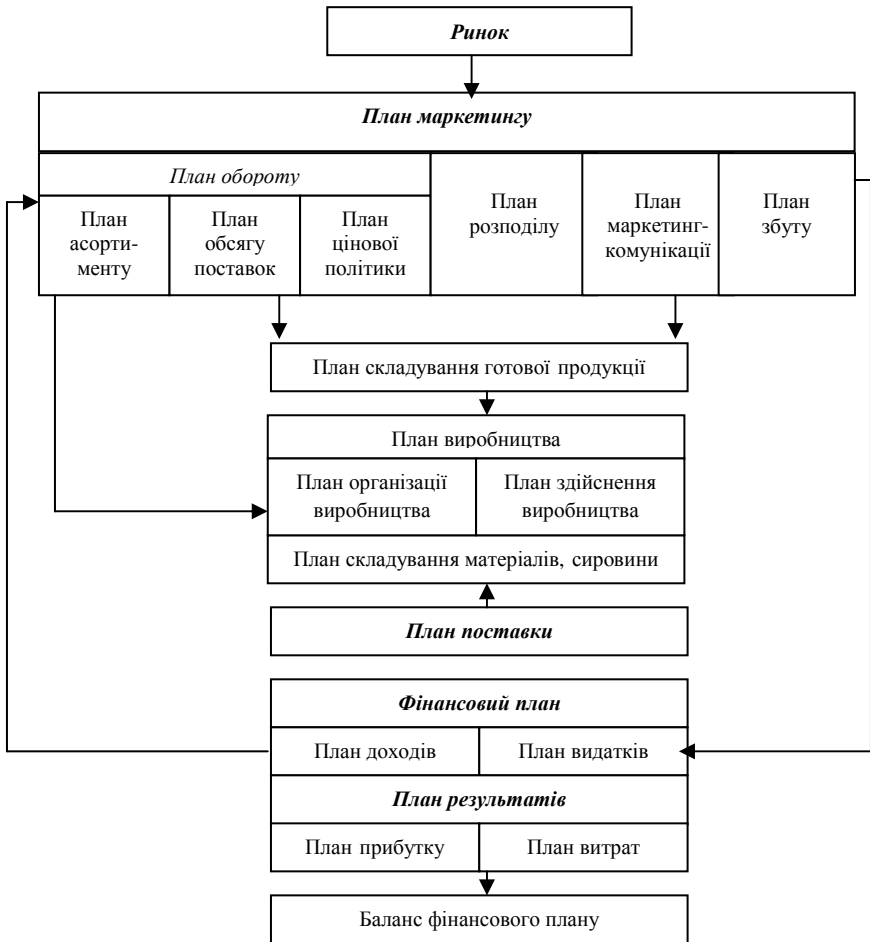 Ринок
План маркетингу
План обороту
План
асорти-
менту
План
обсягу
поставок
План
цінової
політики
План
розподілу
План
маркетинг-
комунікації
План
збуту
План складування готової продукції
План виробництва
План організації
виробництва
План здійснення
виробництва
План складування матеріалів, сировини
План поставки
Фінансовий план
План доходів
План видатків
План результатів
План прибутку
План витрат
Баланс фінансового плану